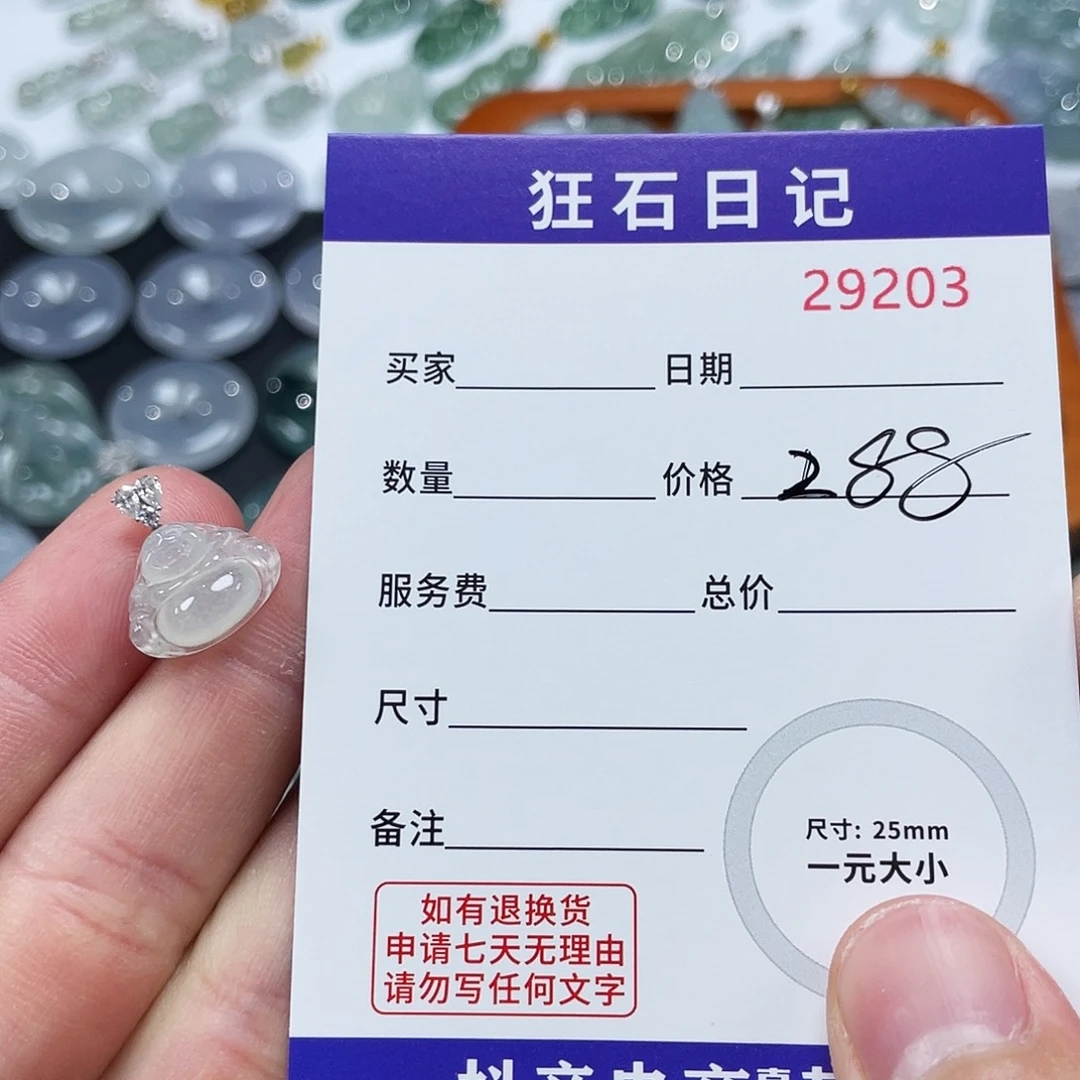 狂石日记
29203
买家 日期
数量 价格 288
服务费 总价
尺寸
备注
尺寸: 25mm
一元大小
如有退换货
申请七天无理由
请勿写任何文字